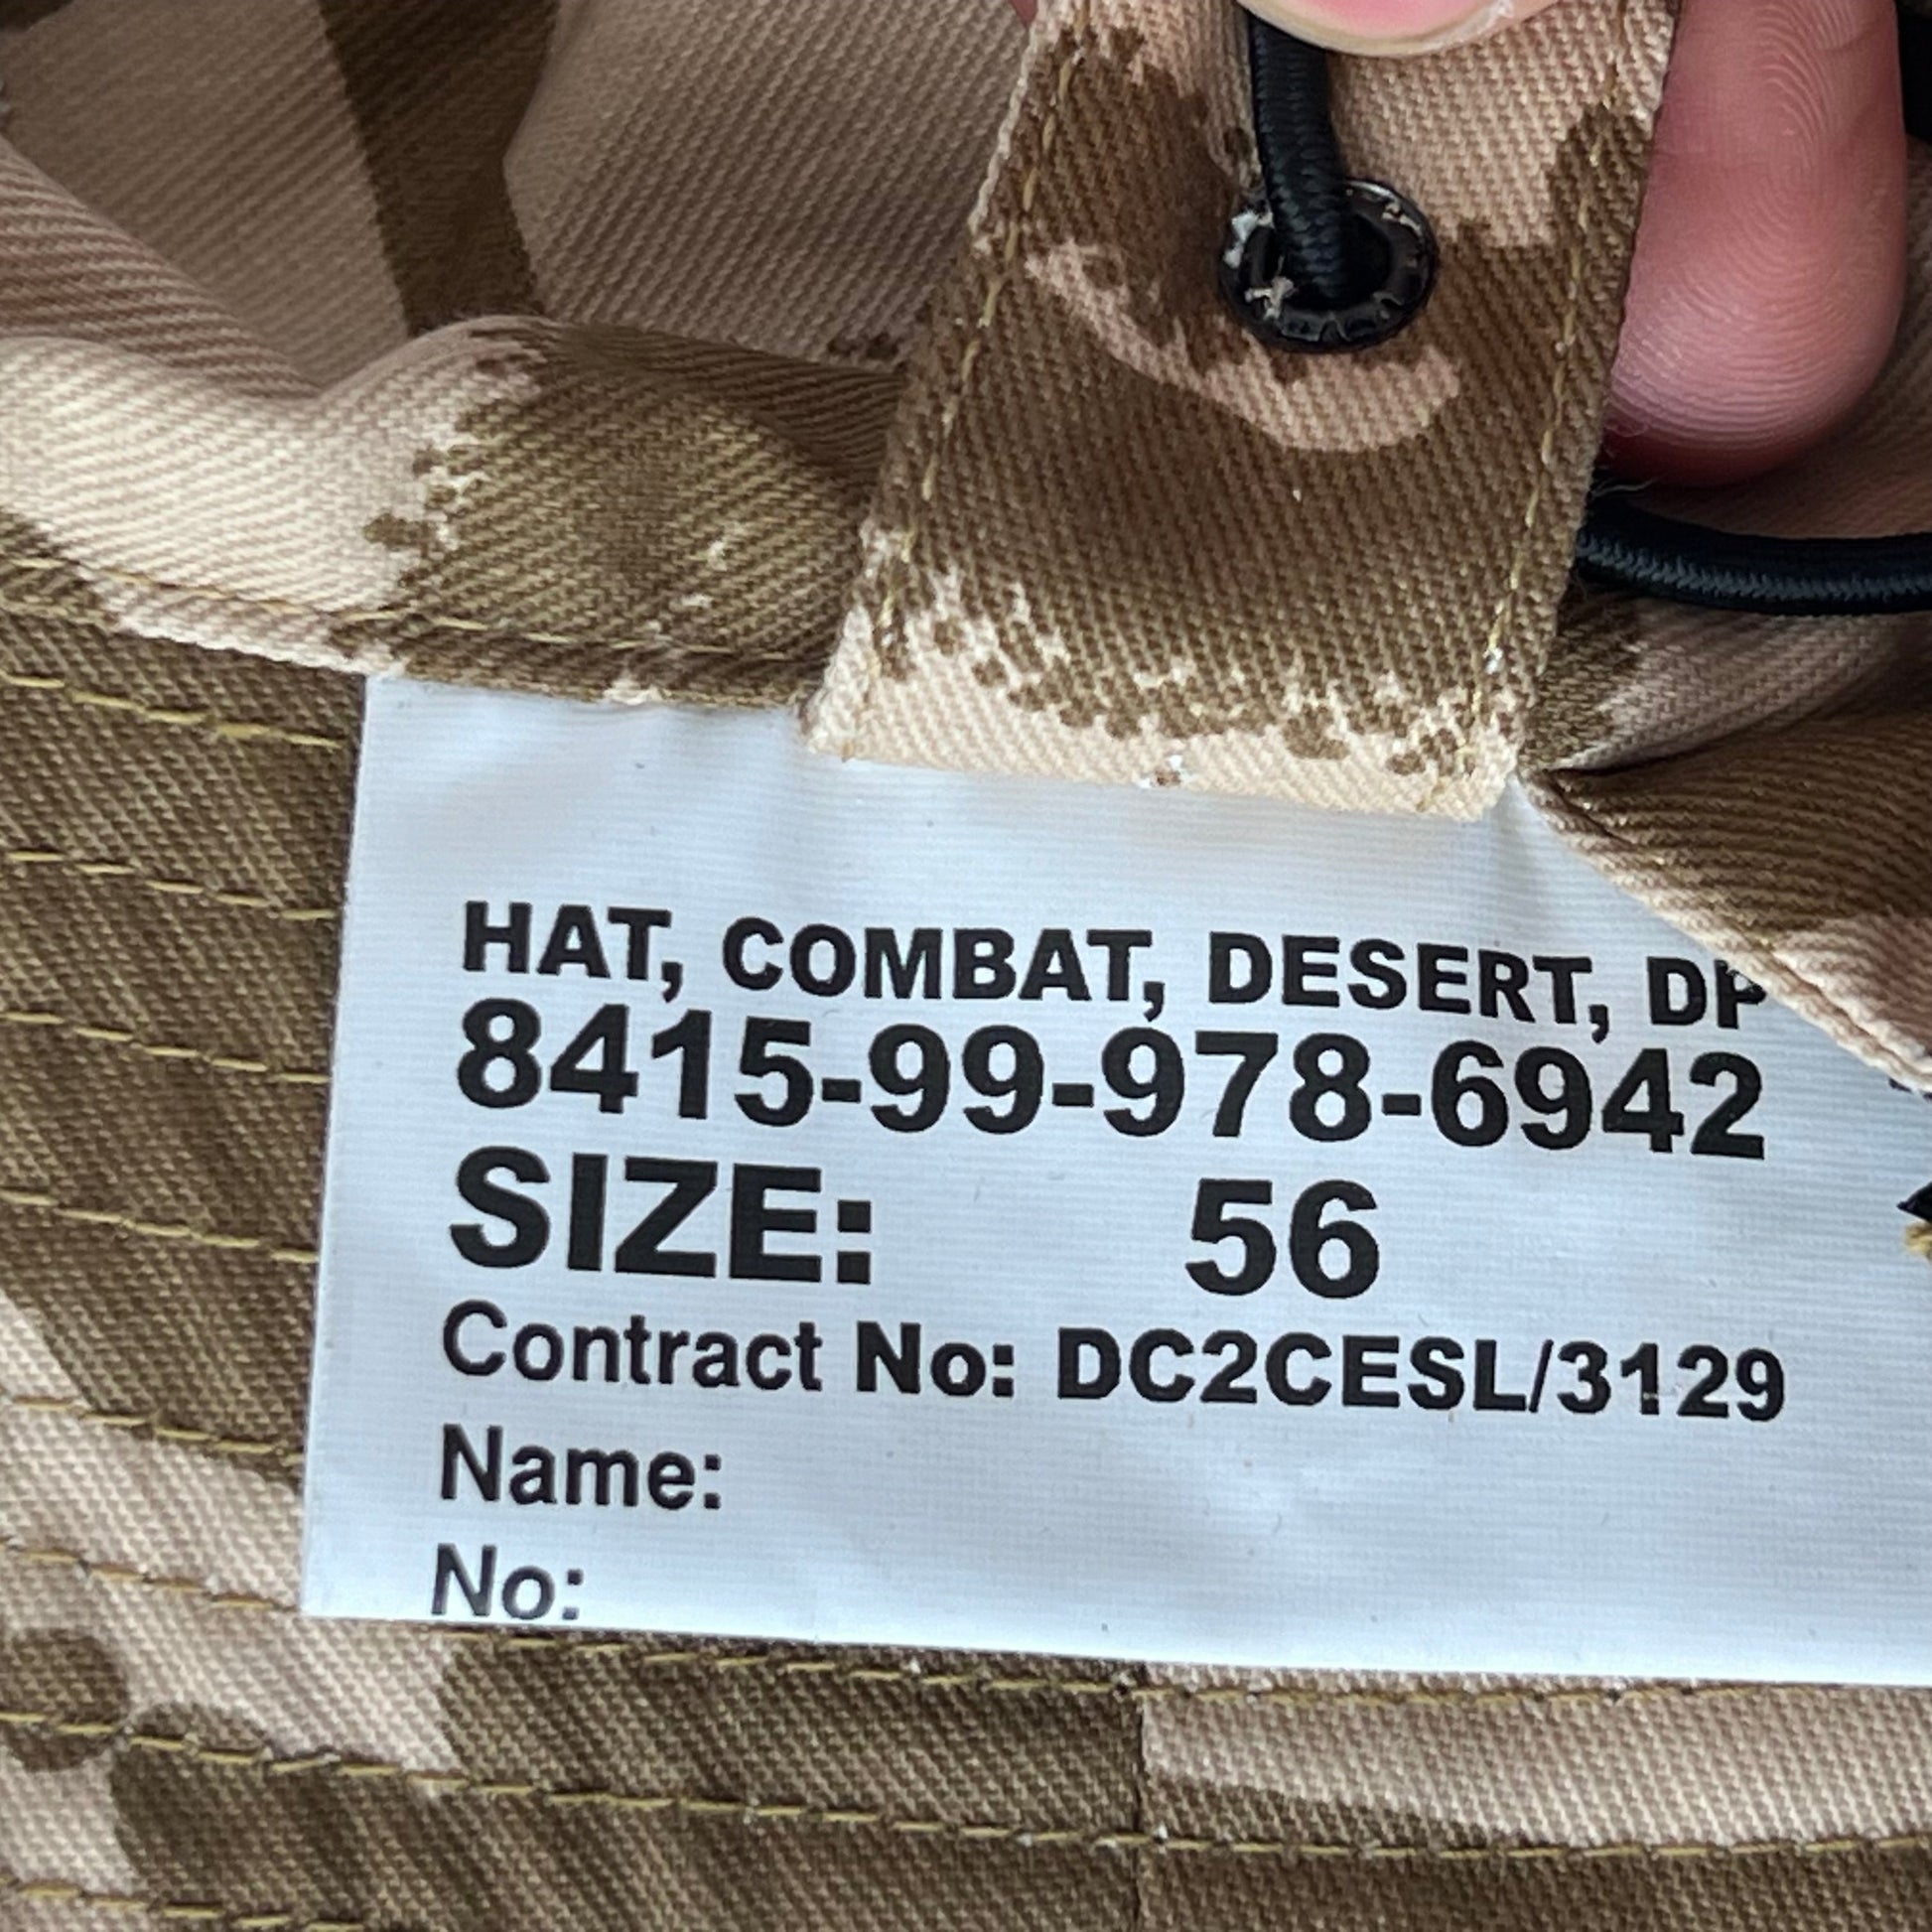 HAT, COMBAT, DESERT, DP
8415-99-978-6942
SIZE: 56
Contract No: DC2CESL/3129
Name:
No: